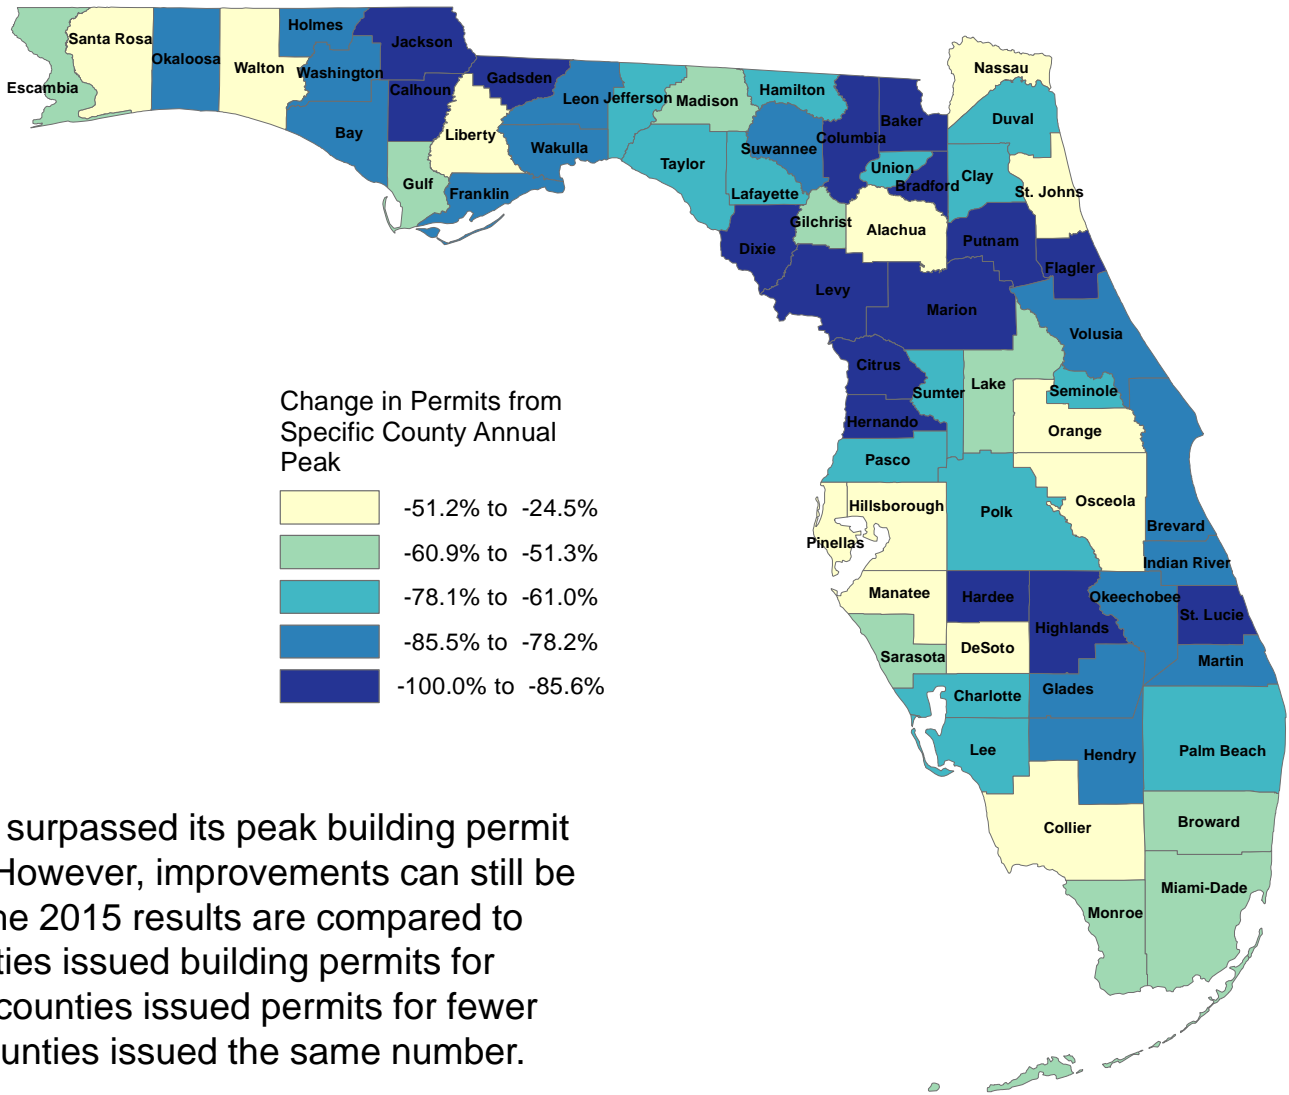 Santa Rosa
Okaloosa
Walton
Holmes
Washington
Jackson
Escambia
Calhoun
Bay
Gulf
Liberty
Gadsden
Franklin
Leon
Wakulla
Jefferson
Madison
Taylor
Hamilton
Suwannee
Lafayette
Columbia
Baker
Union
Bradford
Nassau
Duval
Clay
St. Johns
Gilchrist
Alachua
Dixie
Putnam
Flagler
Levy
Marion
Volusia
Citrus
Sumter
Lake
Seminole
Hernando
Orange
Pasco
Hillsborough
Pinellas
Polk
Osceola
Brevard
Indian River
Manatee
Hardee
Highlands
Okeechobee
St. Lucie
Sarasota
DeSoto
Martin
Charlotte
Glades
Lee
Hendry
Palm Beach
Collier
Broward
Miami-Dade
Monroe
Change in Permits from
Specific County Annual
Peak
-51.2% to -24.5%
-60.9% to -51.3%
-78.1% to -61.0%
-85.5% to -78.2%
-100.0% to -85.6%
surpassed its peak building permit
However, improvements can still be
2015 results are compared to
issued building permits for
counties issued permits for fewer
issued the same number.